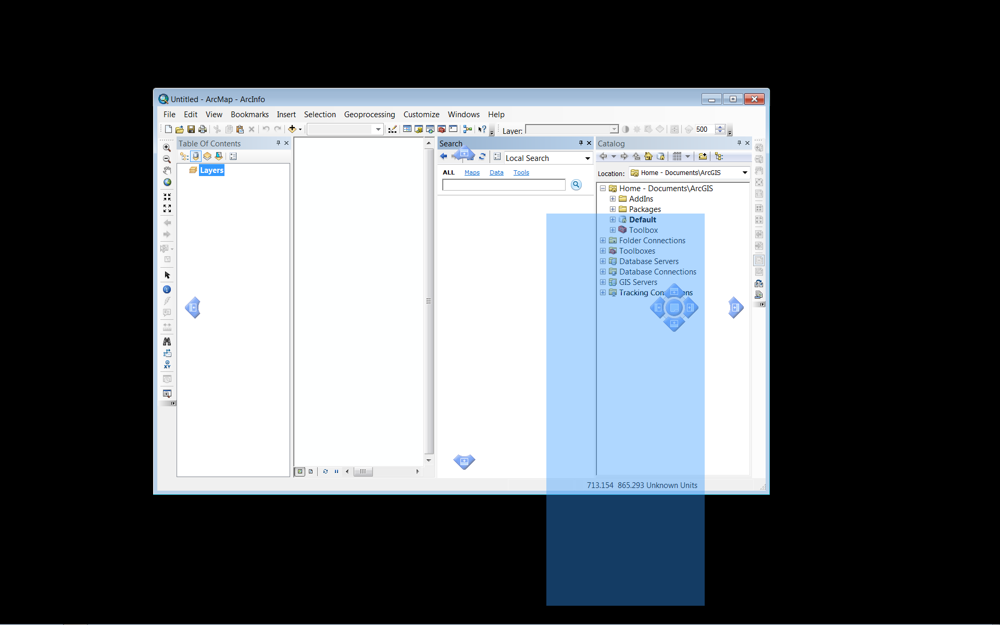 Untitled - ArcMap - ArcInfo
File Edit View Bookmarks Insert Selection Geoprocessing Customize Windows Help
Layer: 500
Table Of Contents
Layers
Search
Local Search
ALL Maps Data Tools
Catalog
Location: Home - Documents\ArcGIS
Home - Documents\ArcGIS
AddIns
Packages
Default
Toolbox
Folder Connections
Toolboxes
Database Servers
Database Connections
GIS Servers
Tracking Con ons
XY
713.154 865.293 Unknown Units